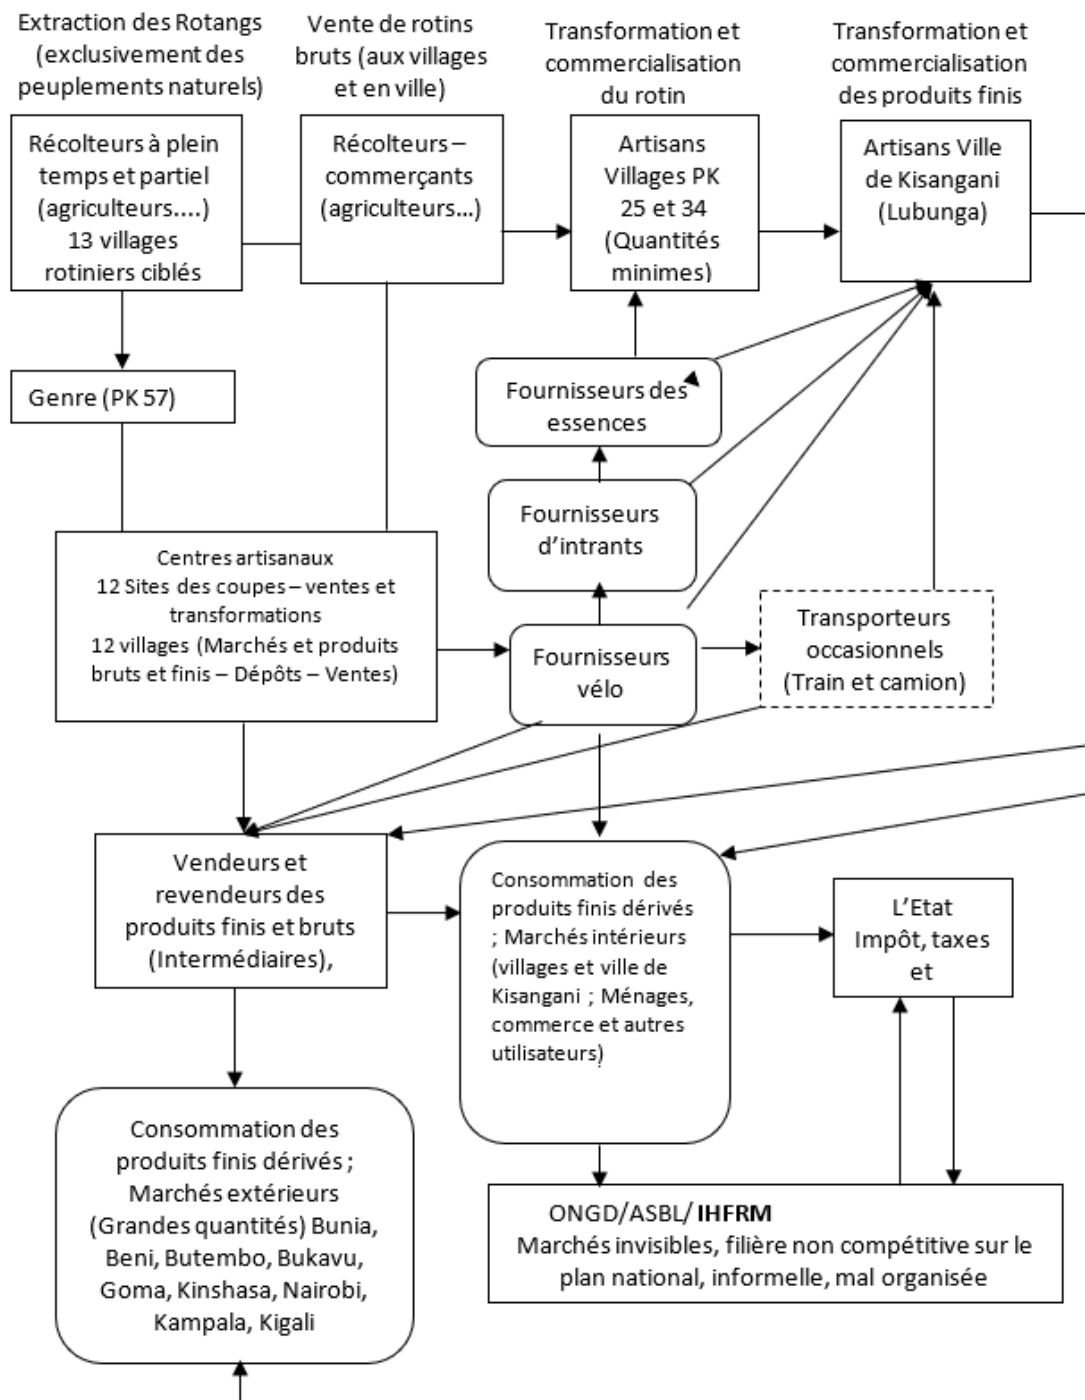 Extraction des Rotangs
(exclusivement des
peuplements naturels)
Vente de rotins
bruts (aux villages
et en ville)
Transformation et
commercialisation
du rotin
Transformation et
commercialisation
des produits finis
Récolteurs à plein
temps et partiel
(agriculteurs....)
13 villages
rotiniers ciblés
Récolteurs –
commerçants
(agriculteurs...)
Artisans
Villages PK
25 et 34
(Quantités
minimes)
Artisans Ville
de Kisangani
(Lubunga)
Genre (PK 57)
Fournisseurs des
essences
Fournisseurs
d’intrants
Centres artisanaux
12 Sites des coupes – ventes et
transformations
12 villages (Marchés et produits
bruts et finis – Dépôts – Ventes)
Fournisseurs
vélo
Transporteurs
occasionnels
(Train et camion)
Vendeurs et
revendeurs des
produits finis et bruts
(Intermédiaires),
Consommation des
produits finis dérivés
; Marchés intérieurs
(villages et ville de
Kisangani ; Ménages,
commerce et autres
utilisateurs)
L’Etat
Impôt, taxes
et
Consommation des
produits finis dérivés ;
Marchés extérieurs
(Grandes quantités) Bunia,
Beni, Butembo, Bukavu,
Goma, Kinshasa, Nairobi,
Kampala, Kigali
ONGD/ASBL/ IHFRM
Marchés invisibles, filière non compétitive sur le
plan national, informelle, mal organisée